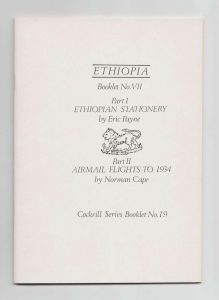 ETHIOPIA
Booklet No. VII
Part I
ETHIOPIAN STATIONERY
by Eric Payne
Part II
AIRMAIL FLIGHTS TO 1934
by Norman Cape
Cockrill Series Booklet No. 19